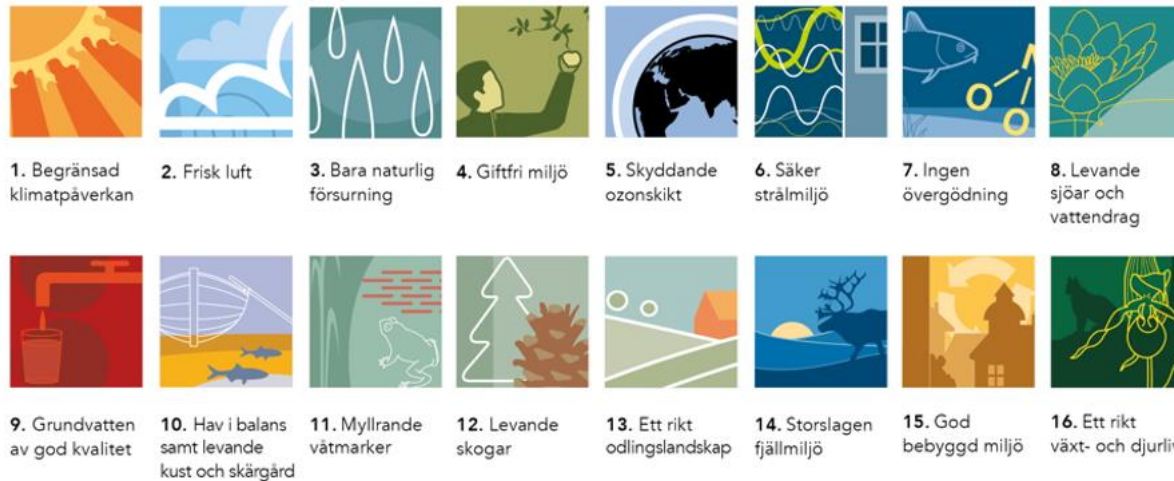 1. Begränsad
klimatpåverkan
2. Frisk luft
3. Bara naturlig
försurning
4. Giftfri miljö
5. Skyddande
ozonskikt
6. Säker
strålmiljö
7. Ingen
övergödning
8. Levande
sjöar och
vattendrag
9. Grundvatten
av god kvalitet
10. Hav i balans
samt levande
kust och skärgård
11. Myllrande
våtmarker
12. Levande
skogar
13. Ett rikt
odlingslandskap
14. Storslagen
fjällmiljö
15. God
bebyggd miljö
16. Ett rikt
växt- och djurliv